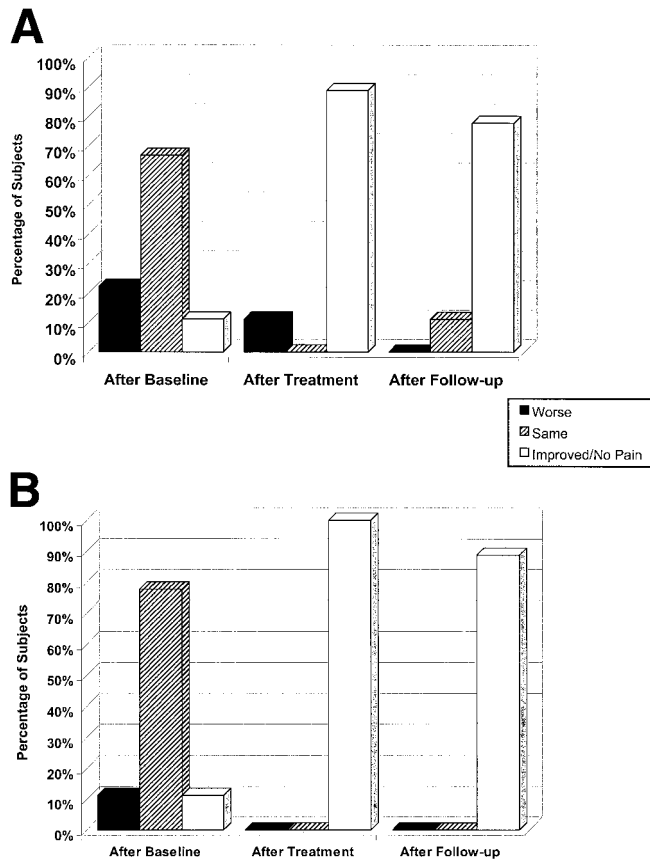 A
Percentage of Subjects
100%
90%
80%
70%
60%
50%
40%
30%
20%
10%
0%
After Baseline After Treatment After Follow-up
Worse
Same
Improved/No Pain
B
Percentage of Subjects
100%
90%
80%
70%
60%
50%
40%
30%
20%
10%
0%
After Baseline After Treatment After Follow-up